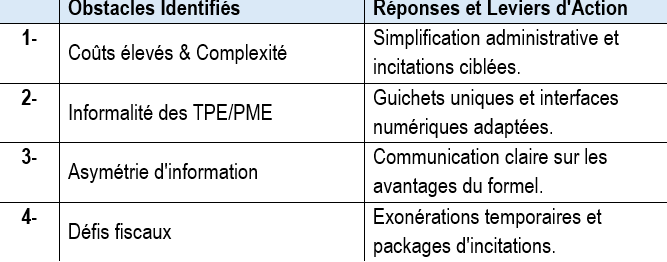 Obstacles Identifiés
Réponses et Leviers d'Action
1-
Coûts élevés & Complexité
Simplification administrative et
incitations ciblées.
2-
Informalité des TPE/PME
Guichets uniques et interfaces
numériques adaptées.
3-
Asymétrie d'information
Communication claire sur les
avantages du formel.
4-
Défis fiscaux
Exonérations temporaires et
packages d'incitations.